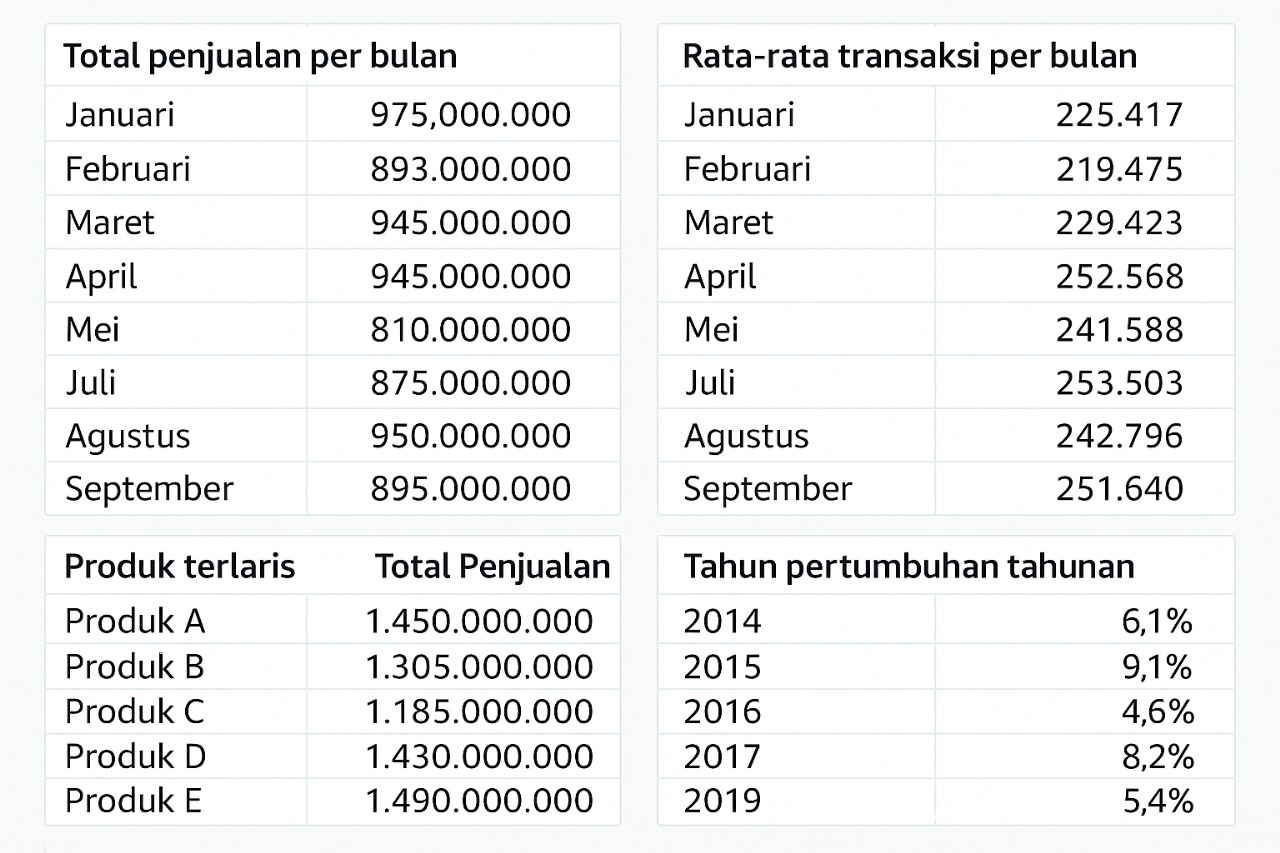 Total penjualan per bulan
Januari 975,000.000
Februari 893.000.000
Maret 945.000.000
April 945.000.000
Mei 810.000.000
Juli 875.000.000
Agustus 950.000.000
September 895.000.000
Rata-rata transaksi per bulan
Januari 225.417
Februari 219.475
Maret 229.423
April 252.568
Mei 241.588
Juli 253.503
Agustus 242.796
September 251.640
Produk terlaris Total Penjualan
Produk A 1.450.000.000
Produk B 1.305.000.000
Produk C 1.185.000.000
Produk D 1.430.000.000
Produk E 1.490.000.000
Tahun pertumbuhan tahunan
2014 6,1%
2015 9,1%
2016 4,6%
2017 8,2%
2019 5,4%